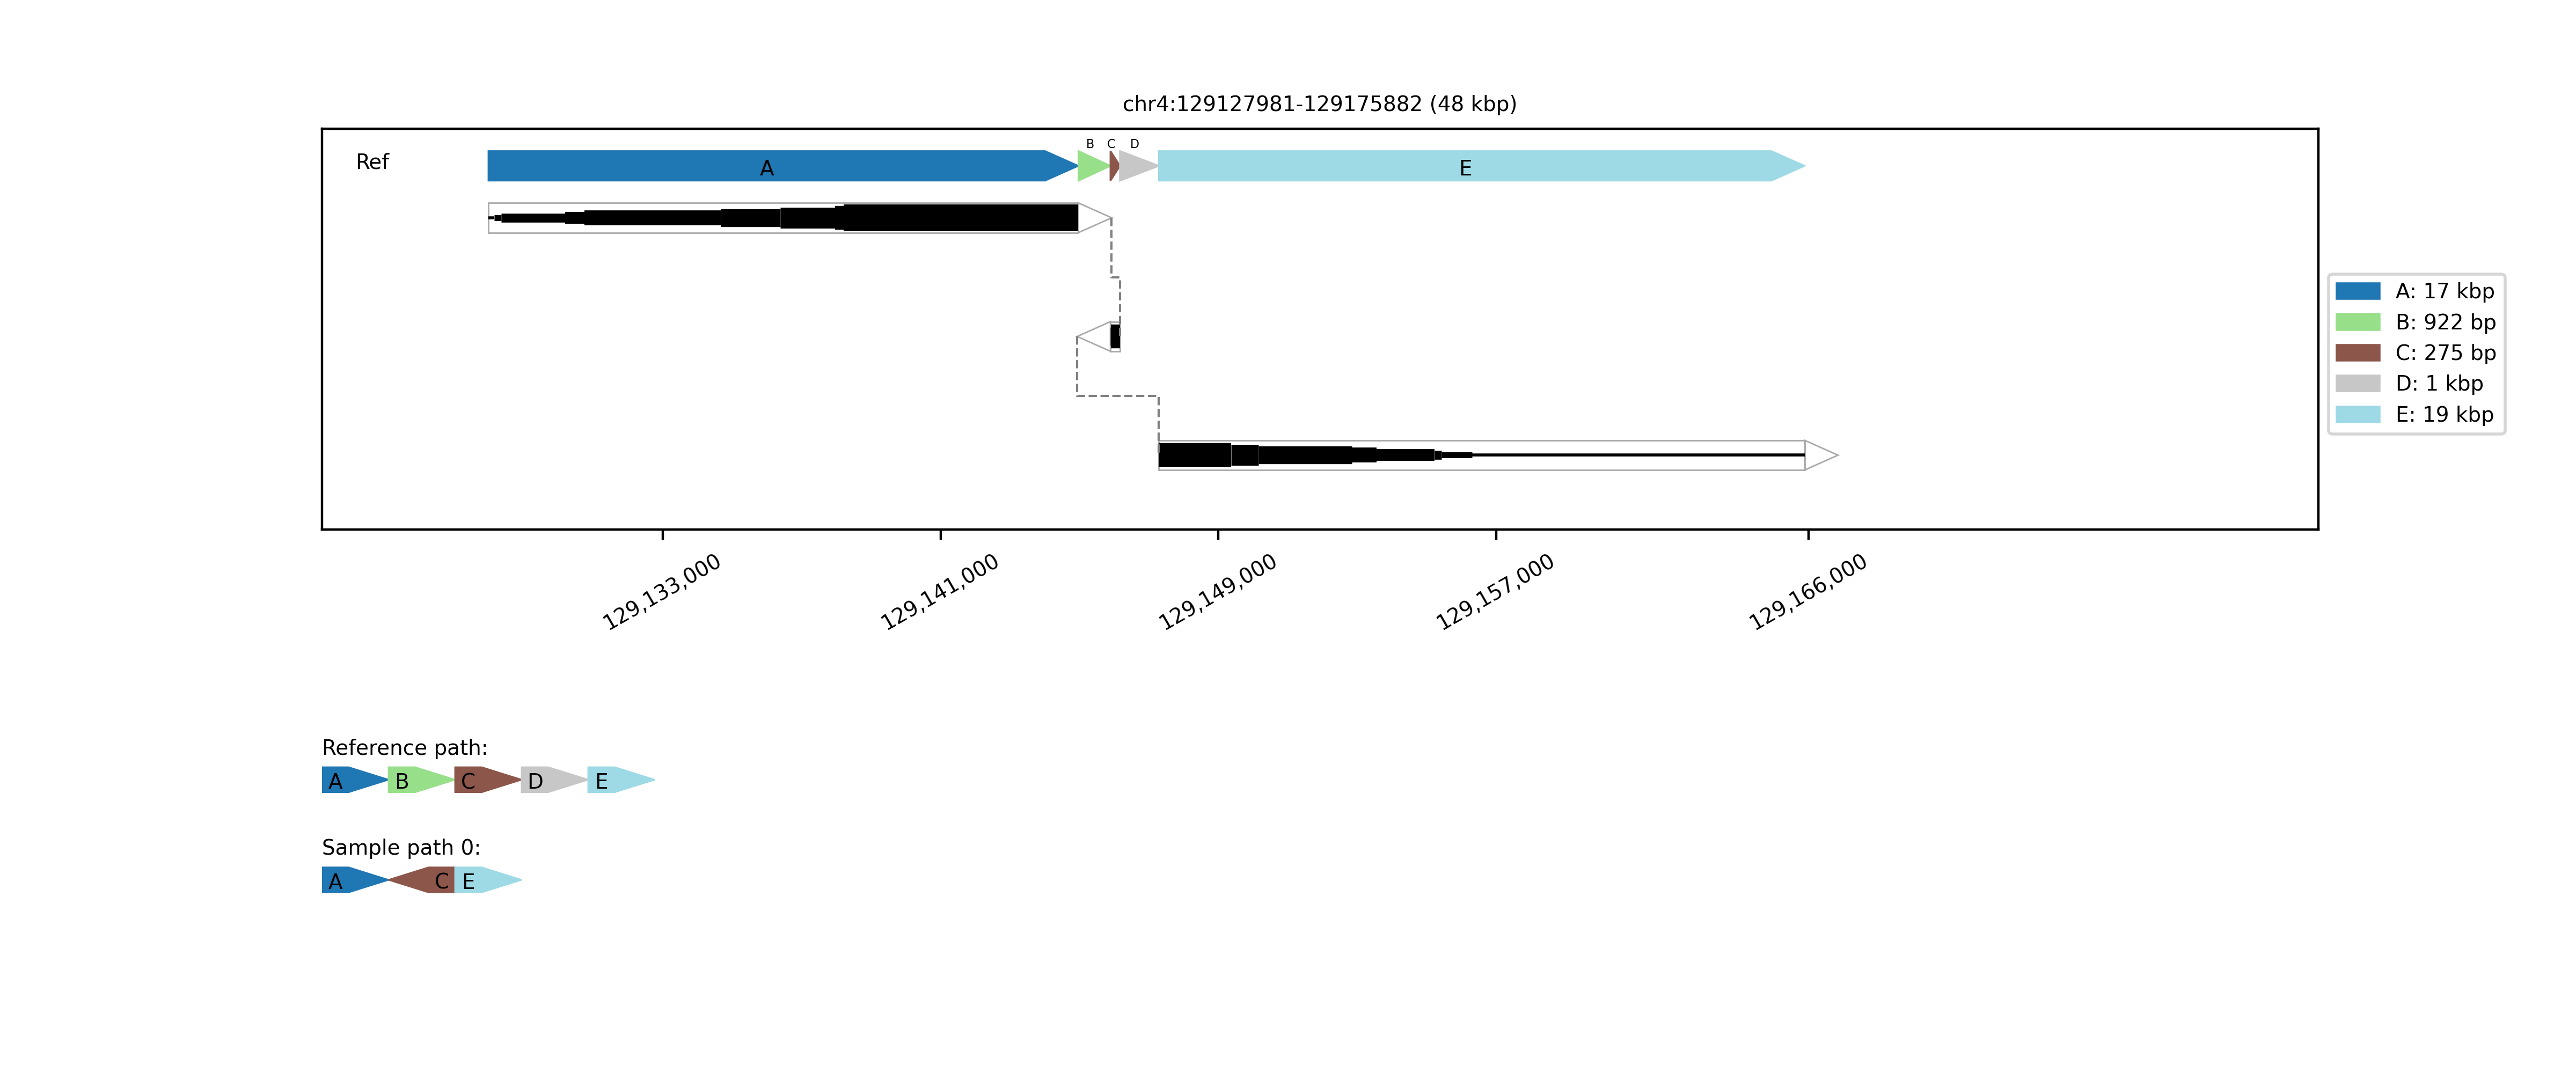 chr4:129127981-129175882 (48 kbp)
Ref
B C D
A E
A: 17 kbp
B: 922 bp
C: 275 bp
D: 1 kbp
E: 19 kbp
129,133,000 129,141,000 129,149,000 129,157,000 129,166,000
Reference path:
A B C D E
Sample path 0:
A C E